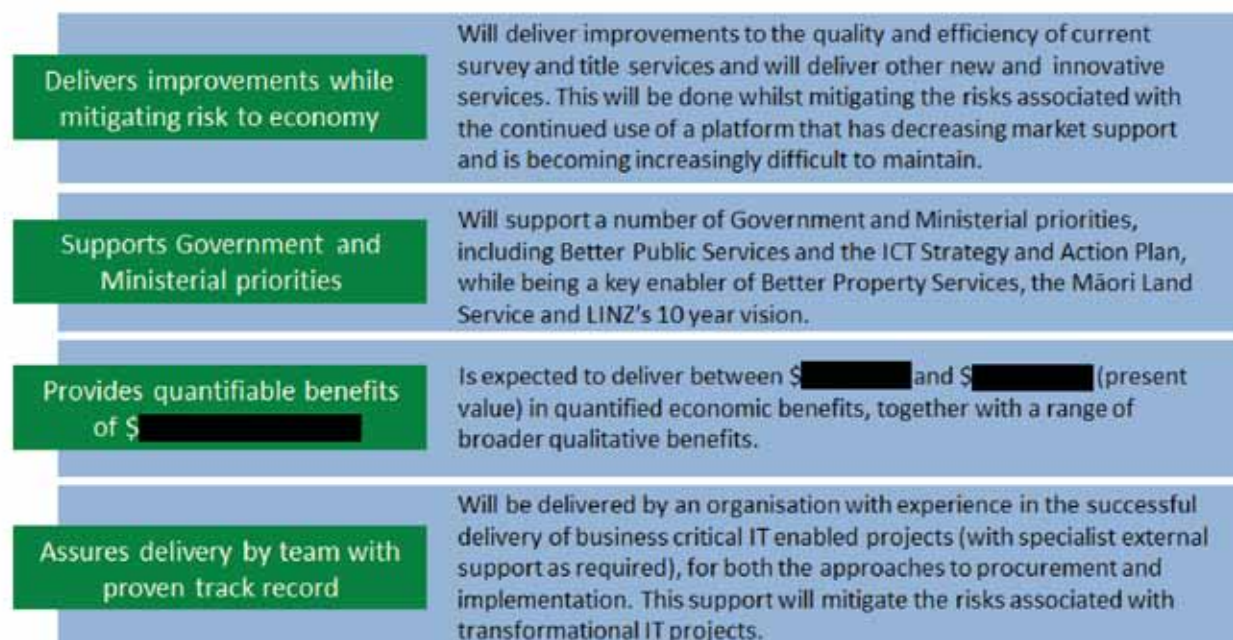 Delivers improvements while
mitigating risk to economy
Will deliver improvements to the quality and efficiency of current
survey and title services and will deliver other new and innovative
services. This will be done whilst mitigating the risks associated with
the continued use of a platform that has decreasing market support
and is becoming increasingly difficult to maintain.
Supports Government and
Ministerial priorities
Will support a number of Government and Ministerial priorities,
including Better Public Services and the ICT Strategy and Action Plan,
while being a key enabler of Better Property Services, the Māori Land
Service and LINZ's 10 year vision.
Provides quantifiable benefits
of $
Is expected to deliver between $ and $ (present
value) in quantified economic benefits, together with a range of
broader qualitative benefits.
Assures delivery by team with
proven track record
Will be delivered by an organisation with experience in the successful
delivery of business critical IT enabled projects (with specialist external
support as required), for both the approaches to procurement and
implementation. This support will mitigate the risks associated with
transformational IT projects.